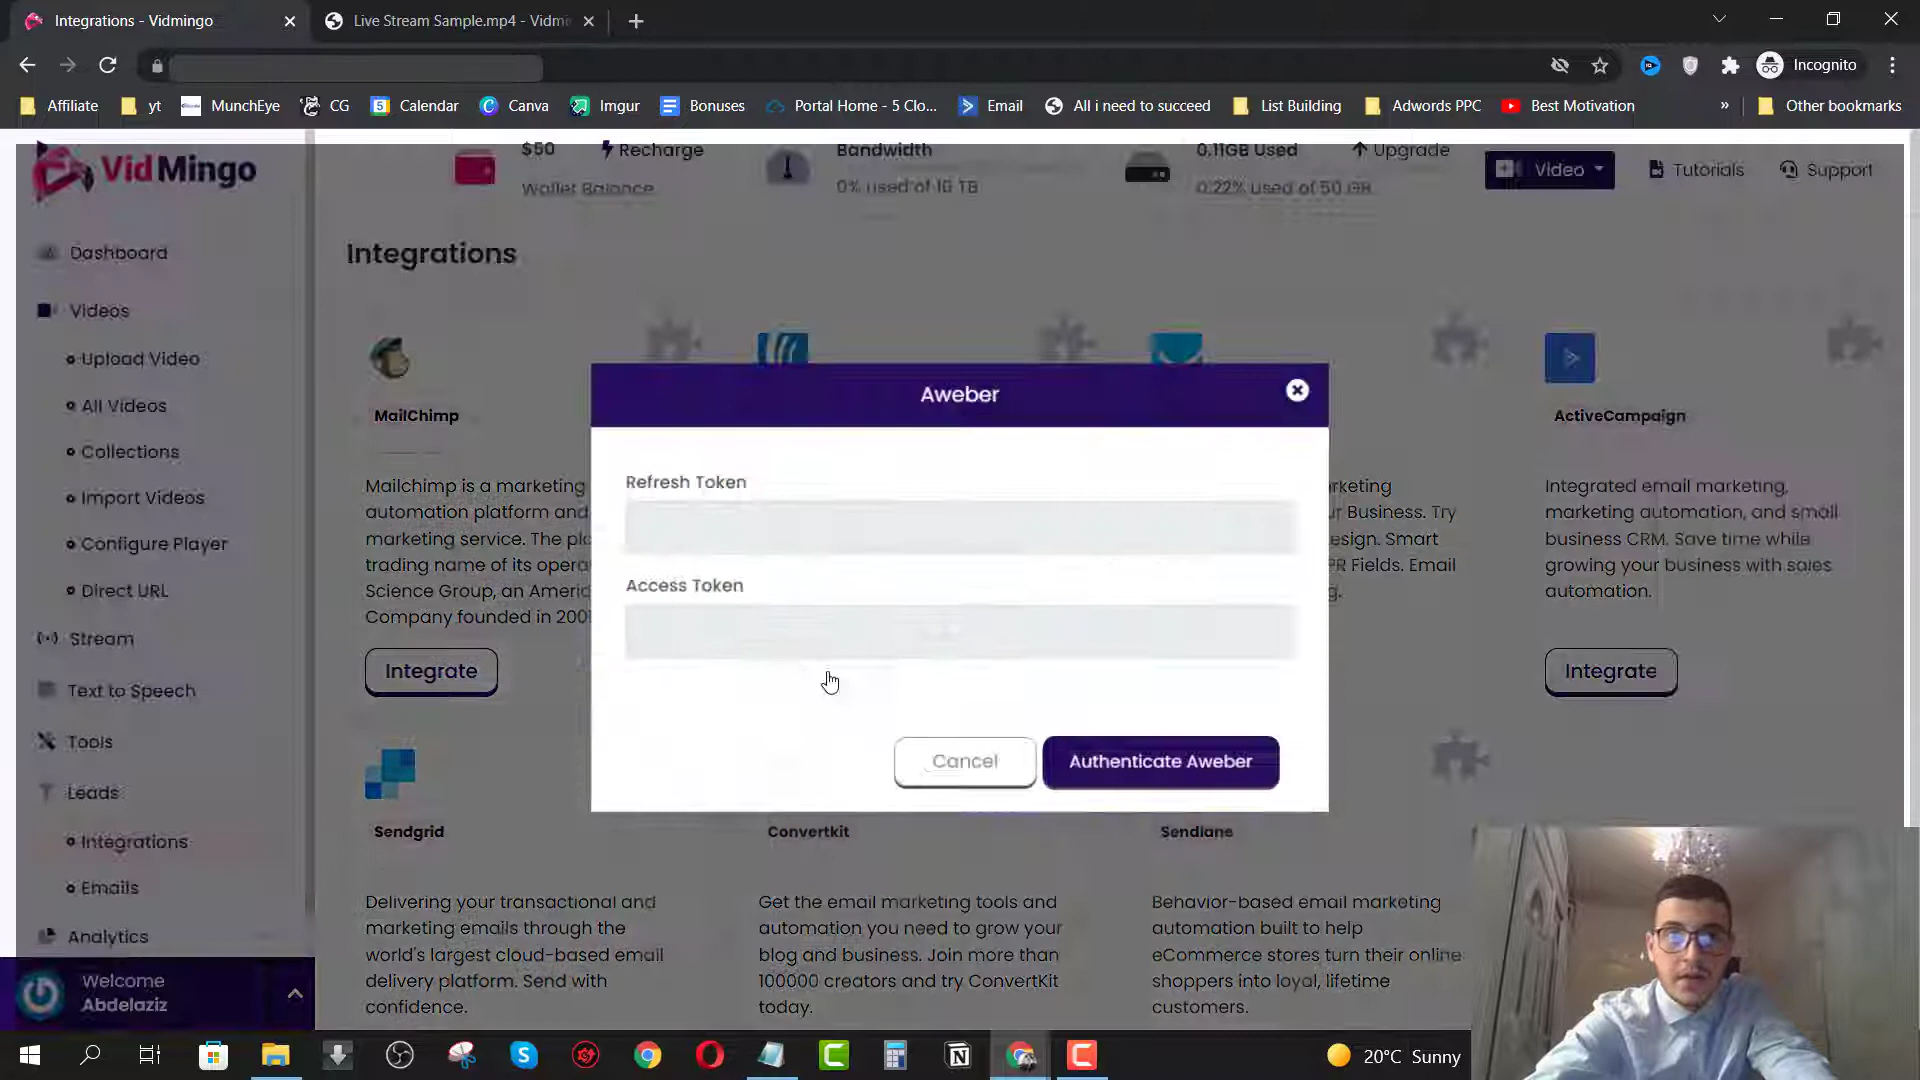 Integrations - Vidmingo
Live Stream Sample.mp4 - Vidmi
Incognito
Affiliate
yt
MunchEye
CG
Calendar
Canva
Imgur
Bonuses
Portal Home - 5 Clo...
Email
All i need to succeed
List Building
Adwords PPC
Best Motivation
»
Other bookmarks
VidMingo
$50
Recharge
Wallet Balance
Bandwidth
0% used of 16 TB
0.11GB Used
Upgrade
0.22% used of 50 GB
Video
Tutorials
Support
Dashboard
Videos
Upload Video
All Videos
Collections
Import Videos
Configure Player
Direct URL
Stream
Text to Speech
Tools
Leads
Integrations
Emails
Analytics
Welcome
Abdelaziz
Integrations
MailChimp
Mailchimp is a marketing
automation platform and
marketing service. The
trading name of its
Science Group, an
Company founded in 2001
Integrate
Aweber
Refresh Token
Access Token
Cancel
Authenticate Aweber
Email
ActiveCampaign
Integrated email marketing,
marketing automation, and small
business CRM. Save time while
growing your business with sales
automation.
Integrate
Sendgrid
Delivering your transactional and
marketing emails through the
world's largest cloud-based email
delivery platform. Send with
confidence.
Convertkit
Get the email marketing tools and
automation you need to grow your
blog and business. Join more than
100000 creators and try ConvertKit
today.
Sendlane
Behavior-based email marketing
automation built to help
eCommerce stores turn their online
shoppers into loyal, lifetime
customers.
20°C Sunny